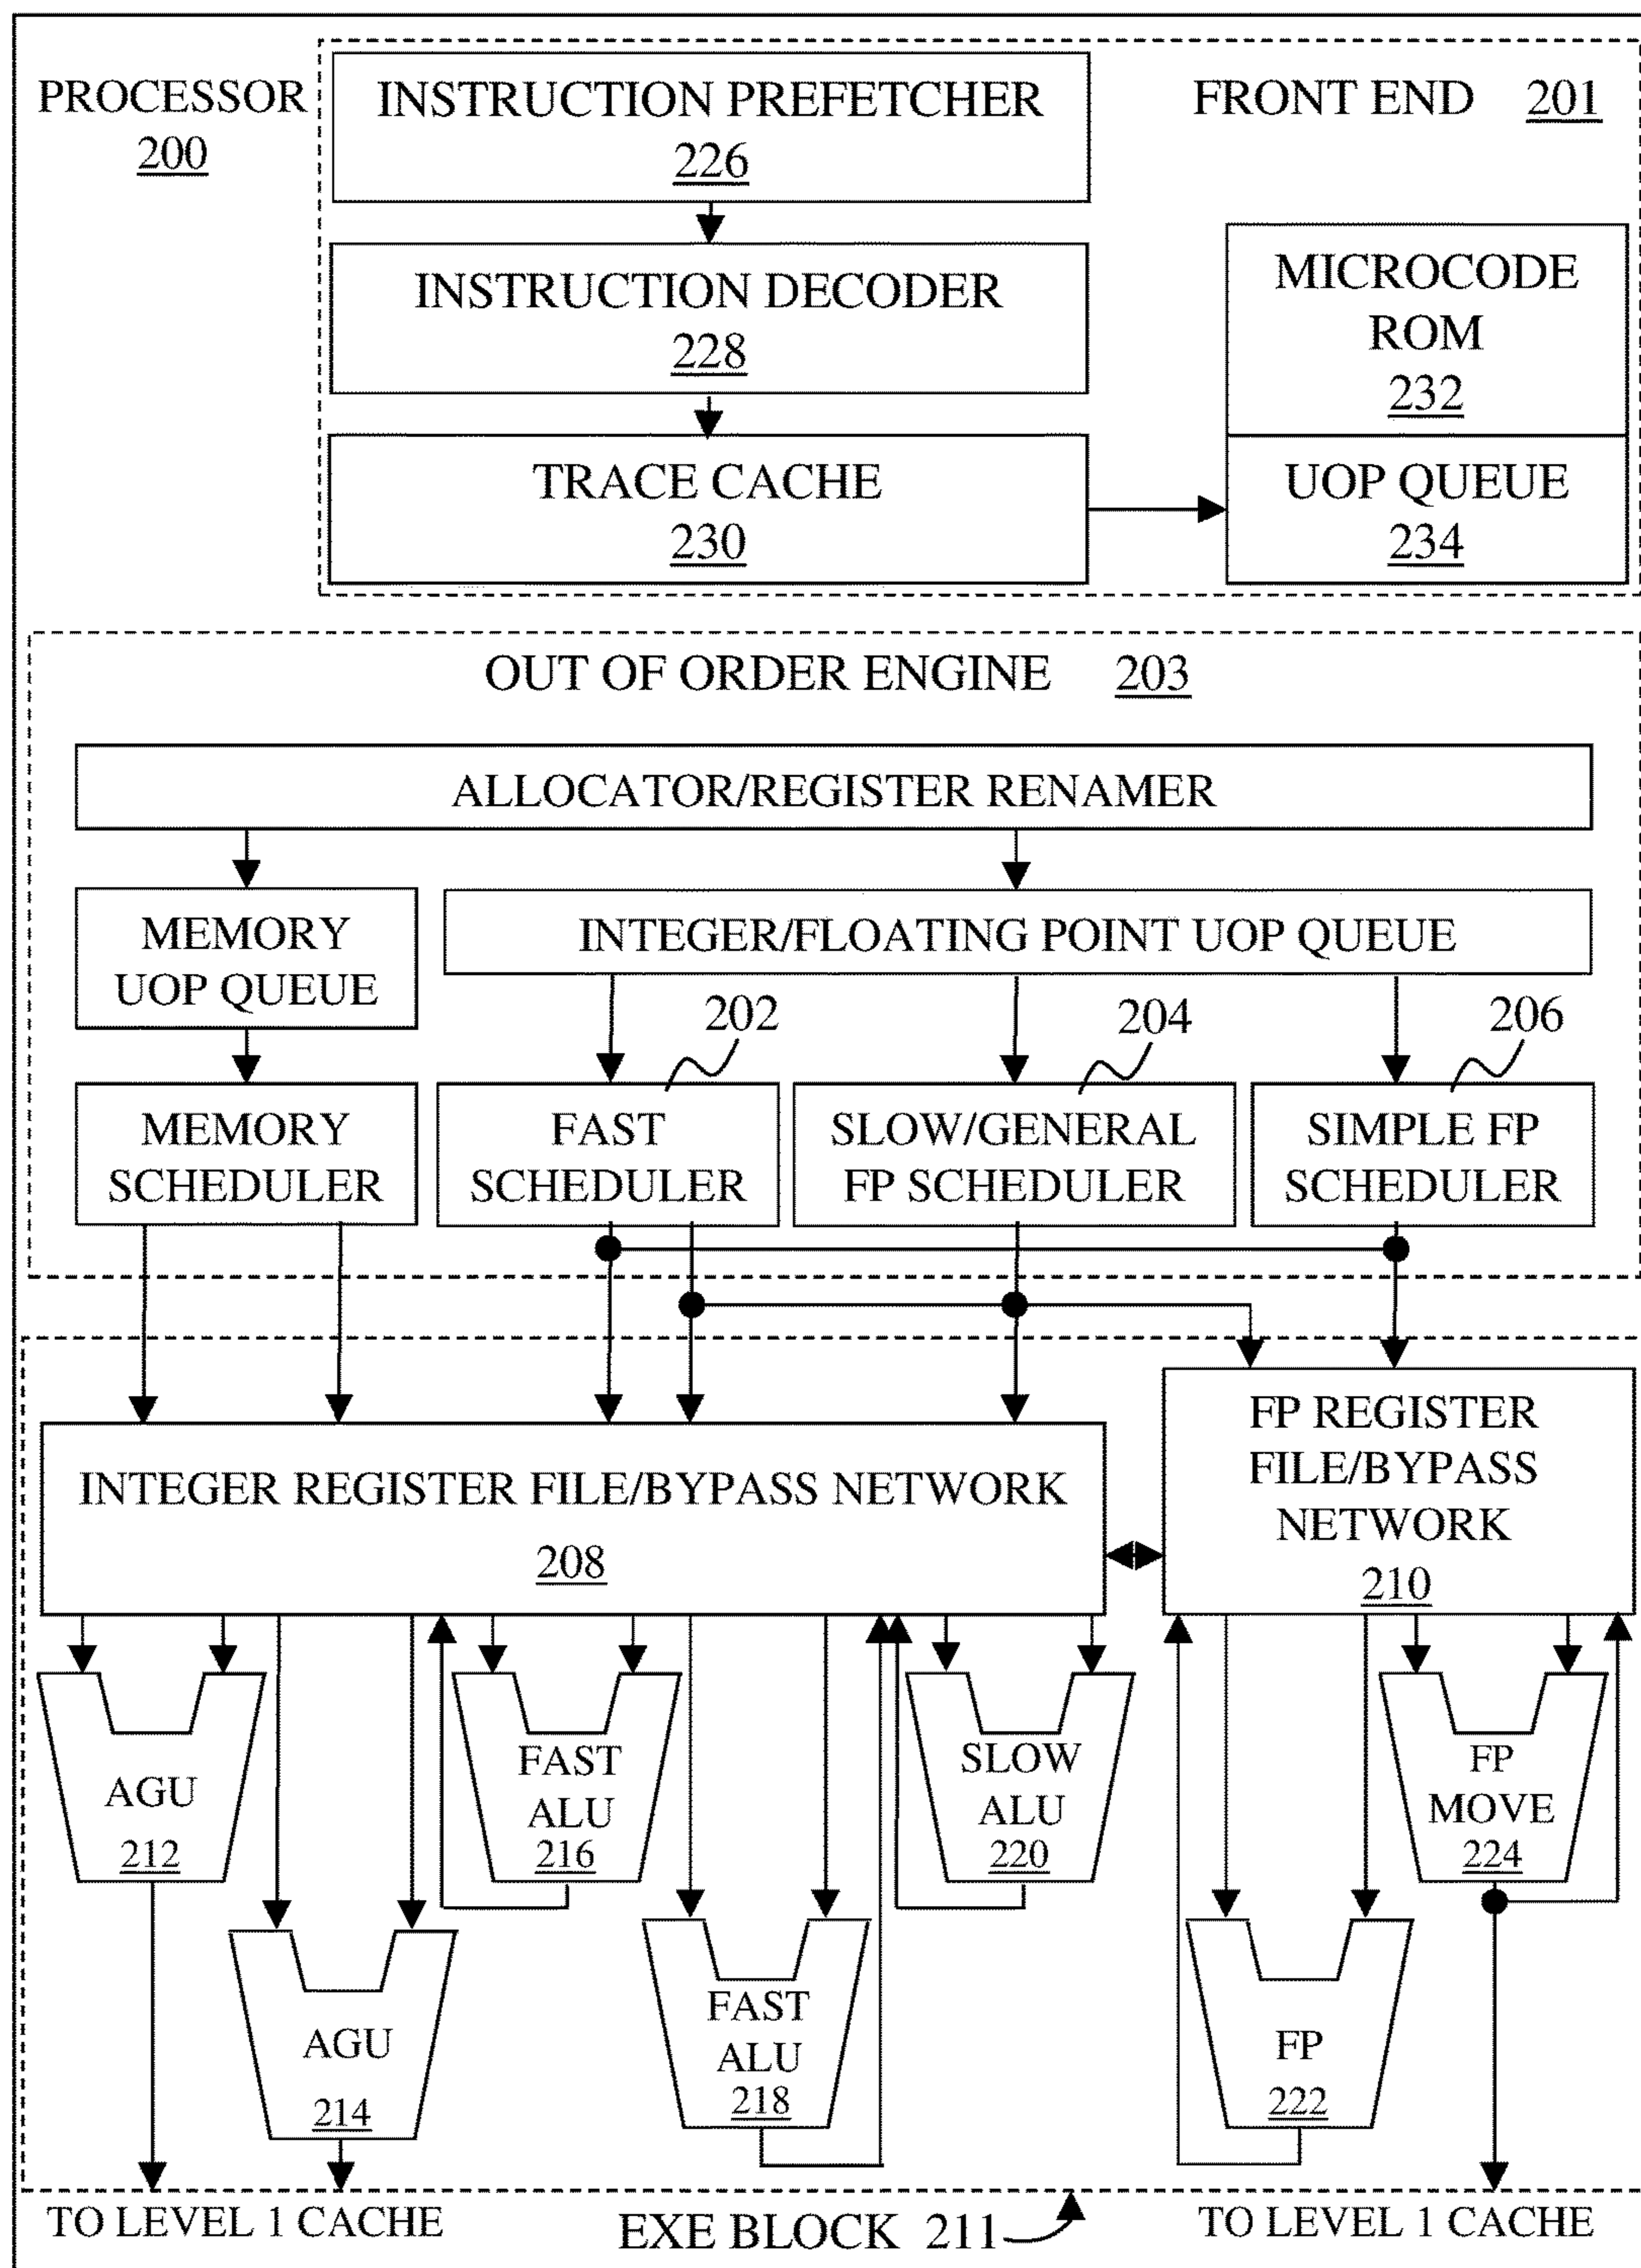 PROCESSOR
200
INSTRUCTION PREFETCHER
226
FRONT END 201
INSTRUCTION DECODER
228
MICROCODE
ROM
232
TRACE CACHE
230
UOP QUEUE
234
OUT OF ORDER ENGINE 203
ALLOCATOR/REGISTER RENAMER
MEMORY
UOP QUEUE
INTEGER/FLOATING POINT UOP QUEUE
202
204
206
MEMORY
SCHEDULER
FAST
SCHEDULER
SLOW/GENERAL
FP SCHEDULER
SIMPLE FP
SCHEDULER
INTEGER REGISTER FILE/BYPASS NETWORK
208
FP REGISTER
FILE/BYPASS
NETWORK
210
AGU
212
FAST
ALU
216
SLOW
ALU
220
FP
MOVE
224
AGU
214
FAST
ALU
218
FP
222
TO LEVEL 1 CACHE
EXE BLOCK 211
TO LEVEL 1 CACHE